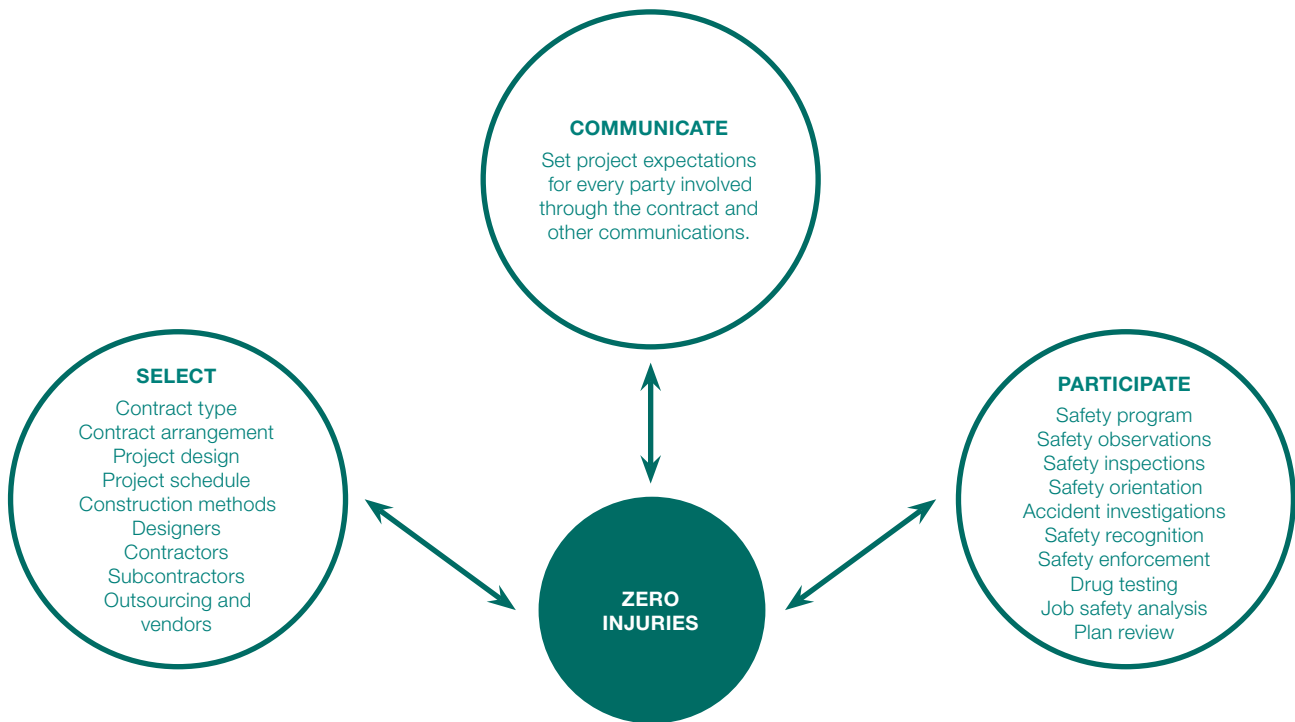 COMMUNICATE
Set project expectations
for every party involved
through the contract and
other communications.
SELECT
Contract type
Contract arrangement
Project design
Project schedule
Construction methods
Designers
Contractors
Subcontractors
Outsourcing and
vendors
PARTICIPATE
Safety program
Safety observations
Safety inspections
Safety orientation
Accident investigations
Safety recognition
Safety enforcement
Drug testing
Job safety analysis
Plan review
ZERO
INJURIES